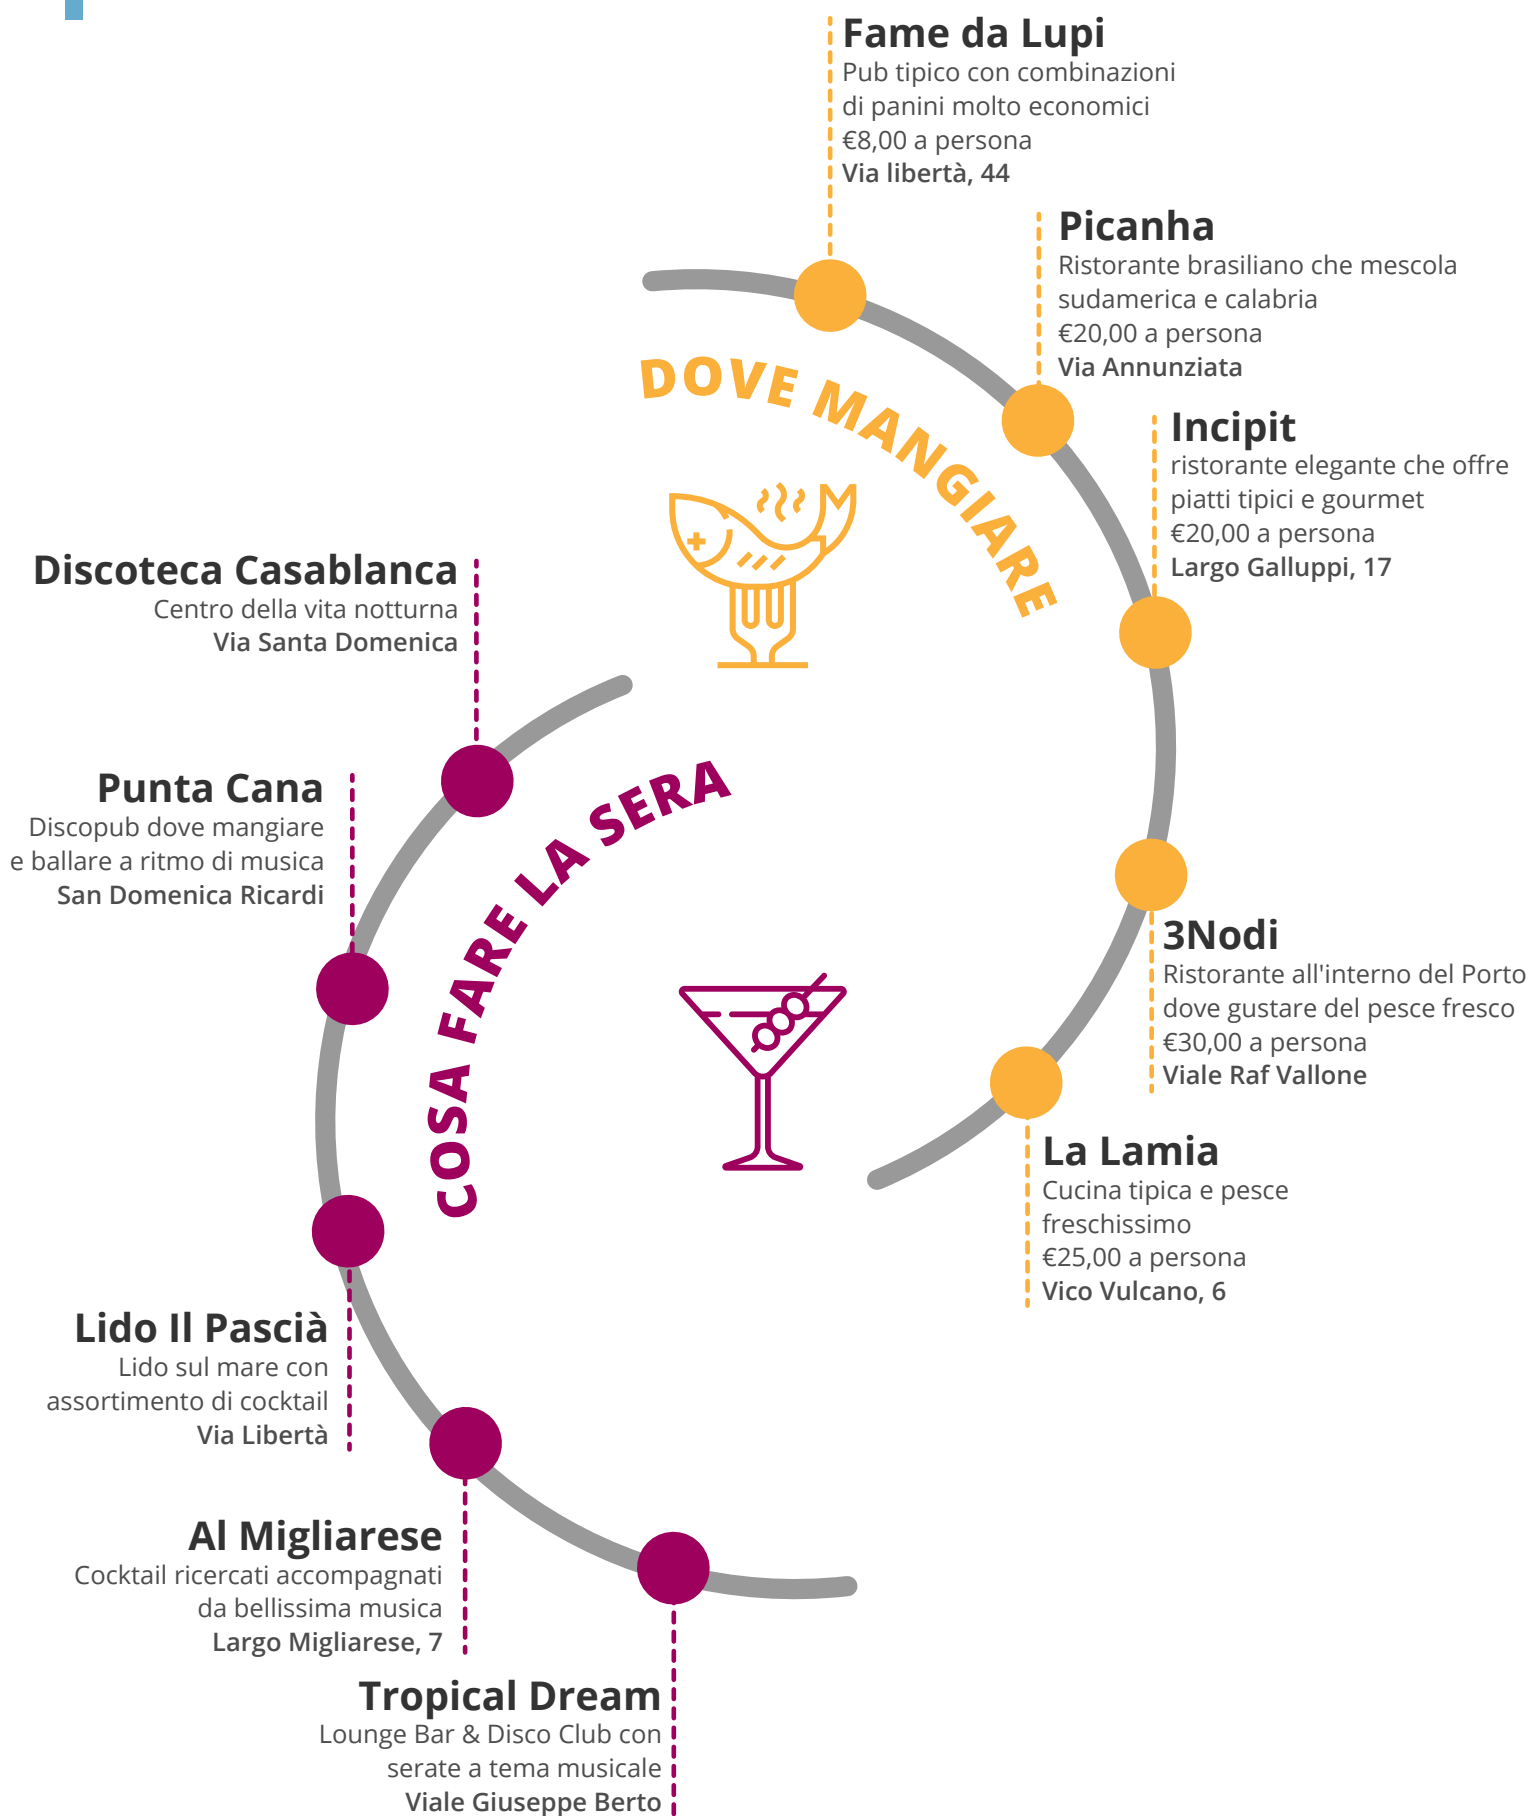 Fame da Lupi
Pub tipico con combinazioni
di panini molto economici
€8,00 a persona
Via libertà, 44
Picanha
Ristorante brasiliano che mescola
sudamerica e calabria
€20,00 a persona
Via Annunziata
DOVE MANGIARE
Incipit
ristorante elegante che offre
piatti tipici e gourmet
€20,00 a persona
Largo Galluppi, 17
3Nodi
Ristorante all'interno del Porto
dove gustare del pesce fresco
€30,00 a persona
Viale Raf Vallone
La Lamia
Cucina tipica e pesce
freschissimo
€25,00 a persona
Vico Vulcano, 6
Discoteca Casablanca
Centro della vita notturna
Via Santa Domenica
COSA FARE LA SERA
Punta Cana
Discopub dove mangiare
e ballare a ritmo di musica
San Domenica Ricardi
Lido Il Pascià
Lido sul mare con
assortimento di cocktail
Via Libertà
Al Migliarese
Cocktail ricercati accompagnati
da bellissima musica
Largo Migliarese, 7
Tropical Dream
Lounge Bar & Disco Club con
serate a tema musicale
Viale Giuseppe Berto